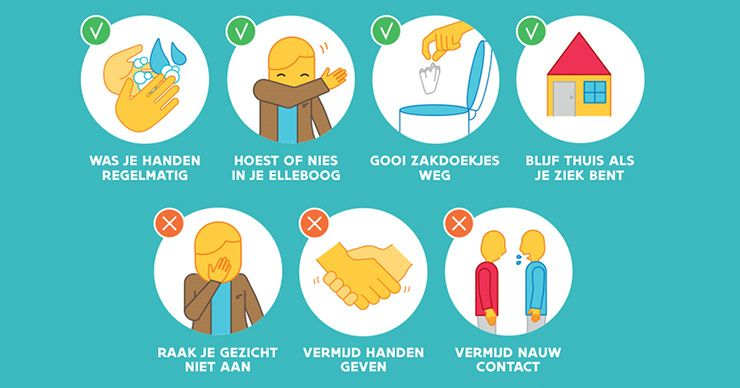 WAS JE HANDEN
REGELMATIG
HOEST OF NIES
IN JE ELLEBOOG
GOOI ZAKDOEKJES
WEG
BLIJF THUIS ALS
JE ZIEK BENT
RAAK JE GEZICHT
NIET AAN
VERMIJD HANDEN
GEVEN
VERMIJD NAUW
CONTACT